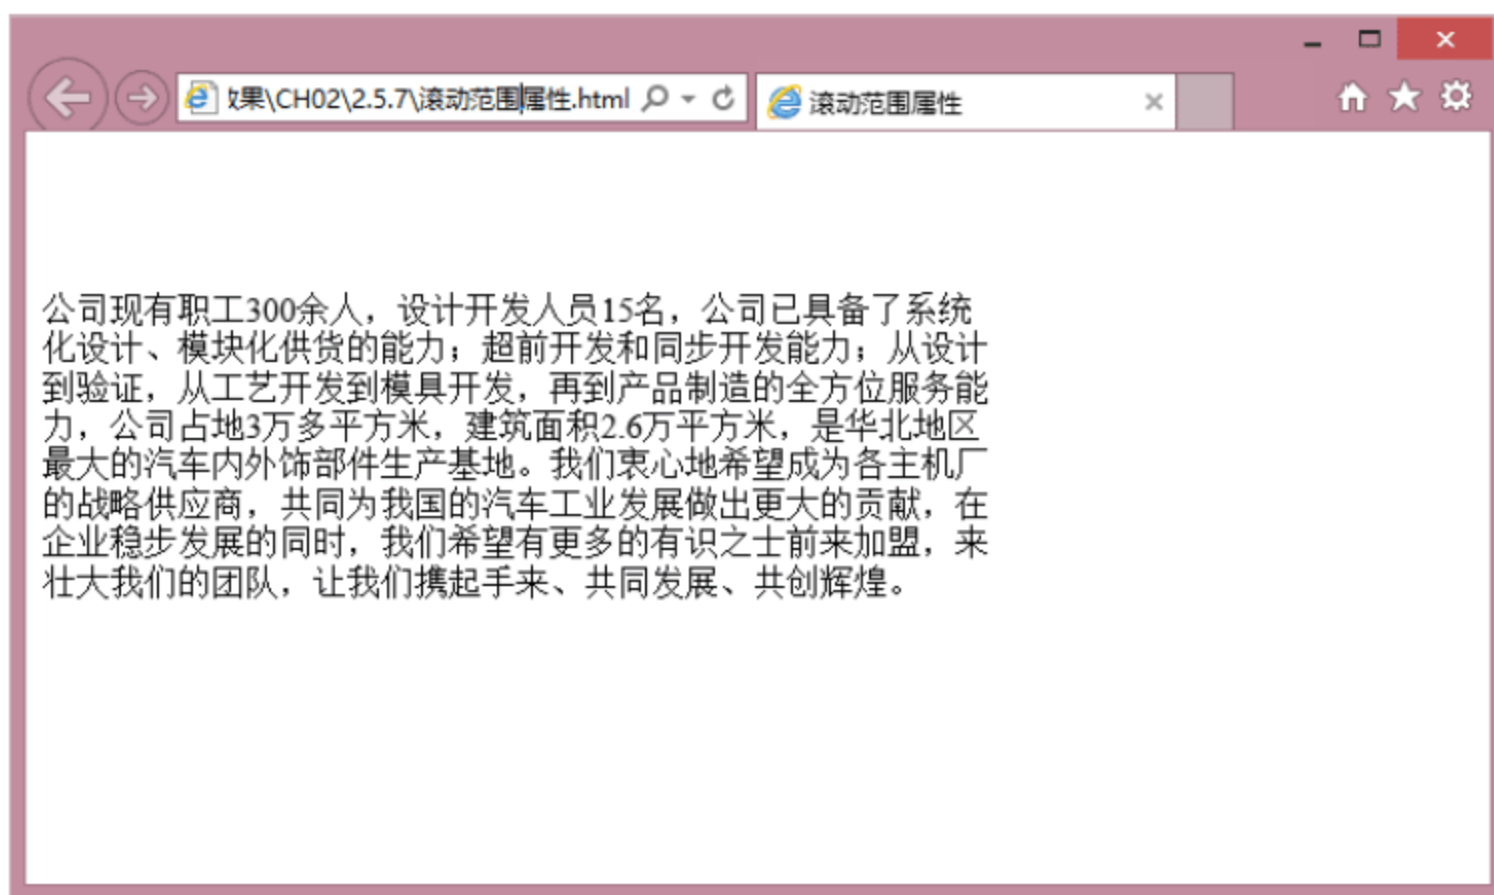 果\CH02\2.5.7\滚动范围属性.html
滚动范围属性
公司现有职工300余人，设计开发人员15名，公司已具备了系统
化设计、模块化供货的能力；超前开发和同步开发能力；从设计
到验证，从工艺开发到模具开发，再到产品制造的全方位服务能
力，公司占地3万多平方米，建筑面积2.6万平方米，是华北地区
最大的汽车内外饰部件生产基地。我们衷心地希望成为各主机厂
的战略供应商，共同为我国的汽车工业发展做出更大的贡献，在
企业稳步发展的同时，我们希望有更多的有识之士前来加盟，来
壮大我们的团队，让我们携起手来、共同发展、共创辉煌。